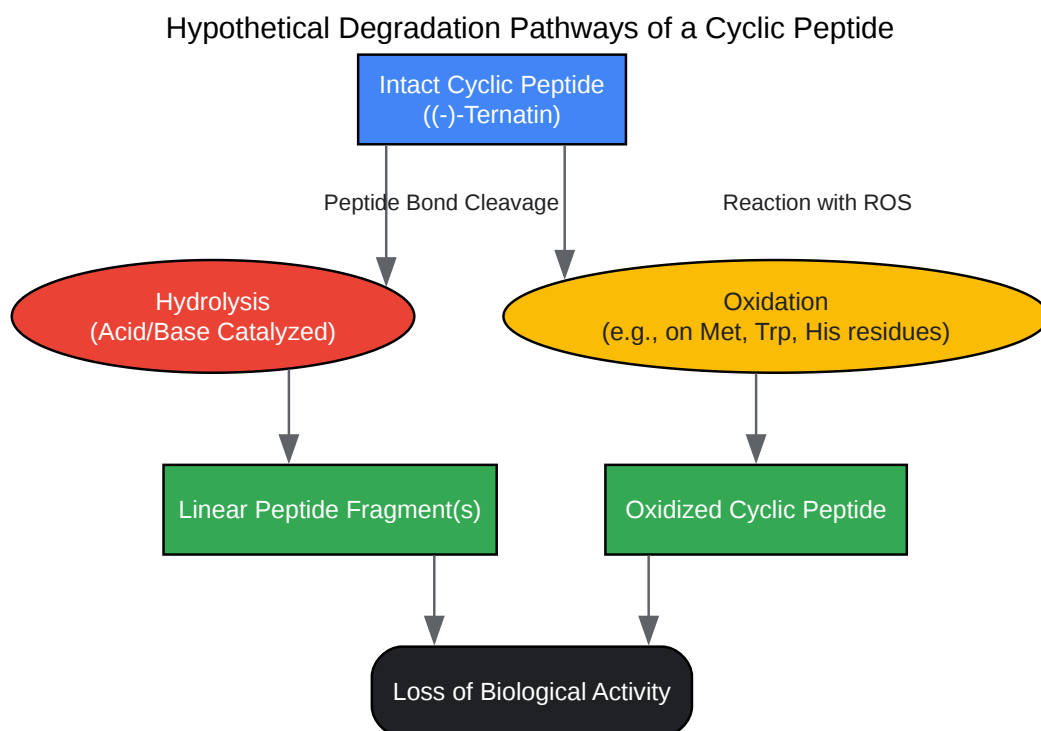 Hypothetical Degradation Pathways of a Cyclic Peptide
Intact Cyclic Peptide
((-)-Ternatin)
Peptide Bond Cleavage
Reaction with ROS
Hydrolysis
(Acid/Base Catalyzed)
Oxidation
(e.g., on Met, Trp, His residues)
Linear Peptide Fragment(s)
Oxidized Cyclic Peptide
Loss of Biological Activity